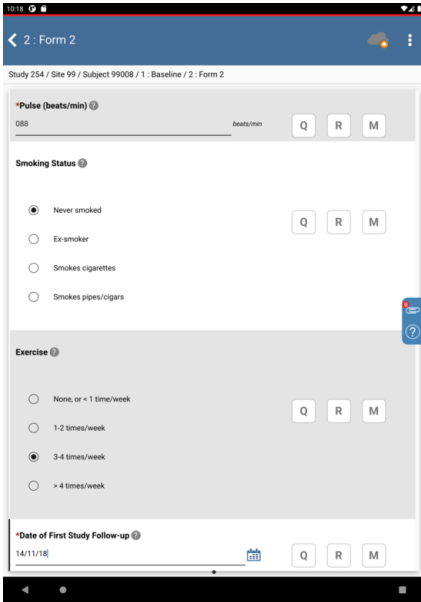 10:18
2 : Form 2
Study 254 / Site 99 / Subject 99008 / 1 : Baseline / 2 : Form 2
*Pulse (beats/min) ?
088 beats/min Q R M
Smoking Status ?
Never smoked Q R M
Ex-smoker
Smokes cigarettes
Smokes pipes/cigars
?
Exercise ?
None, or < 1 time/week Q R M
1-2 times/week
3-4 times/week
> 4 times/week
*Date of First Study Follow-up ?
14/11/18 Q R M